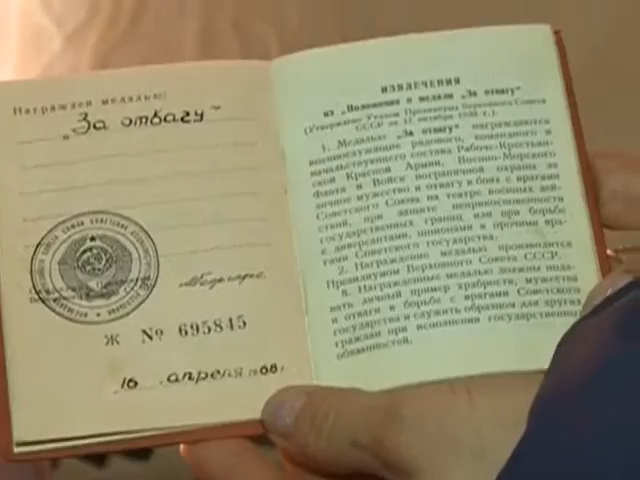 Награжден медалью:
„За отвагу"
Ж № 695845
16 апреля 1968 г.
ИЗВЛЕЧЕНИЯ
из „Положения о медали „За отвагу"
(Утверждено Указом Президиума Верховного Совета
СССР от 17 октября 1938 г.)
1. Медалью „За отвагу" награждаются
военнослужащие рядового, командного и
начальствующего состава Рабоче-Крестьян-
ской Красной Армии, Военно-Морского
Флота и Войск пограничной охраны за
личное мужество и отвагу в боях с врагами
Советского Союза на театре военных дей-
ствий, при защите неприкосновенности
государственных границ или при борьбе
с диверсантами, шпионами и прочими вра-
гами Советского государства.
2. Награждение медалью производится
Президиумом Верховного Совета СССР.
8. Награжденные медалью должны пода-
вать личный пример храбрости, мужества
и отваги в борьбе с врагами Советского
государства и служить образцом для других
граждан при исполнении государственных
обязанностей.